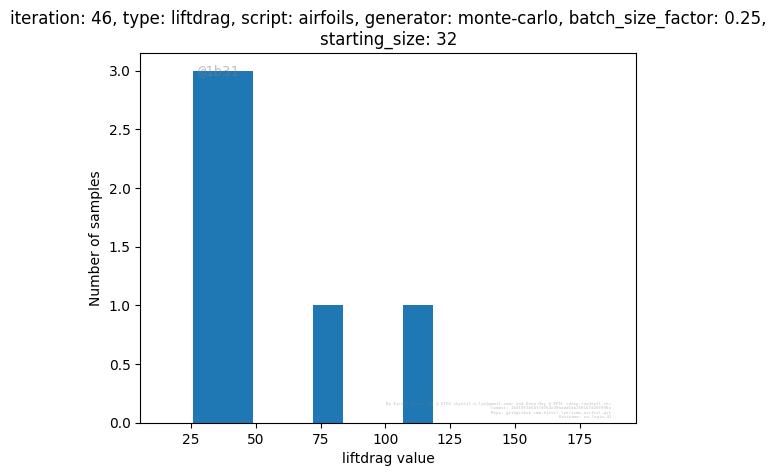 iteration: 46, type: liftdrag, script: airfoils, generator: monte-carlo, batch_size_factor: 0.25,
starting_size: 32
@1b31
3.0
2.5
2.0
1.5
1.0
0.5
0.0
Number of samples
25 50 75 100 125 150 175
liftdrag value